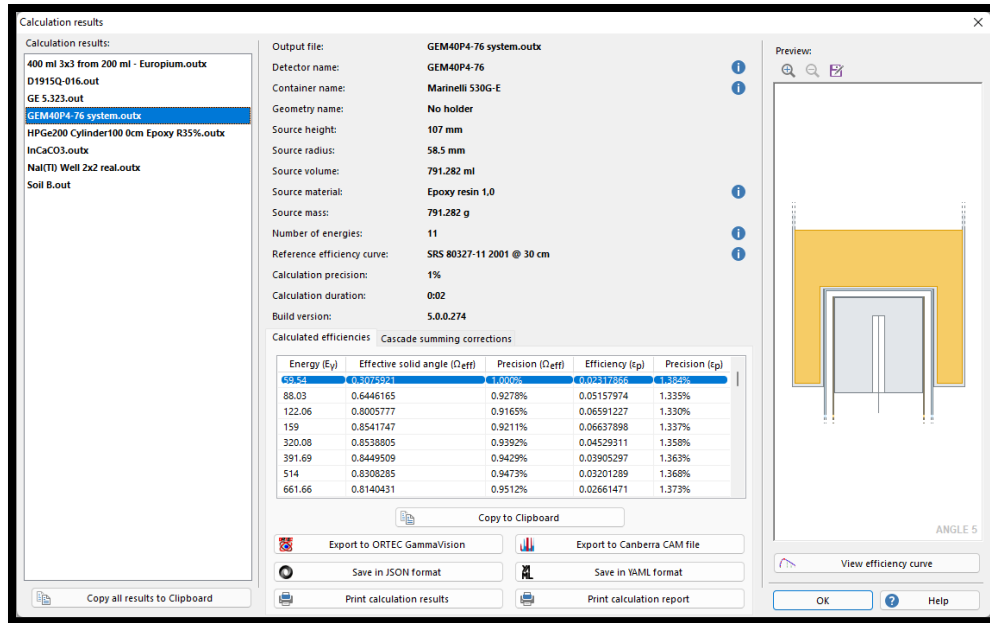 Calculation results
Calculation results:
400 ml 3x3 from 200 ml - Europium.outx
D1915Q-016.out
GE 5.323.out
GEM40P4-76 system.outx
HPGe200 Cylinder100 0cm Epoxy R35%.outx
InCaCO3.outx
NaI(Tl) Well 2x2 real.outx
Soil B.out
Copy all results to Clipboard
Output file: GEM40P4-76 system.outx
Detector name: GEM40P4-76
Container name: Marinelli 530G-E
Geometry name: No holder
Source height: 107 mm
Source radius: 58.5 mm
Source volume: 791.282 ml
Source material: Epoxy resin 1,0
Source mass: 791.282 g
Number of energies: 11
Reference efficiency curve: SRS 80327-11 2001 @ 30 cm
Calculation precision: 1%
Calculation duration: 0:02
Build version: 5.0.0.274
Calculated efficiencies Cascade summing corrections
Energy (Eγ) Effective solid angle (Ωeff) Precision (Ωeff) Efficiency (εp) Precision (εp)
59.54 0.3075921 1.000% 0.02317866 1.384%
88.03 0.6446165 0.9278% 0.05157974 1.335%
122.06 0.8005777 0.9165% 0.06591227 1.330%
159 0.8541747 0.9211% 0.06637898 1.337%
320.08 0.8538805 0.9392% 0.04529311 1.358%
391.69 0.8449509 0.9429% 0.03905297 1.363%
514 0.8308285 0.9473% 0.03201289 1.368%
661.66 0.8140431 0.9512% 0.02661471 1.373%
Copy to Clipboard
Export to ORTEC GammaVision Export to Canberra CAM file
Save in JSON format Save in YAML format
Print calculation results Print calculation report
Preview:
ANGLE 5
View efficiency curve
OK Help